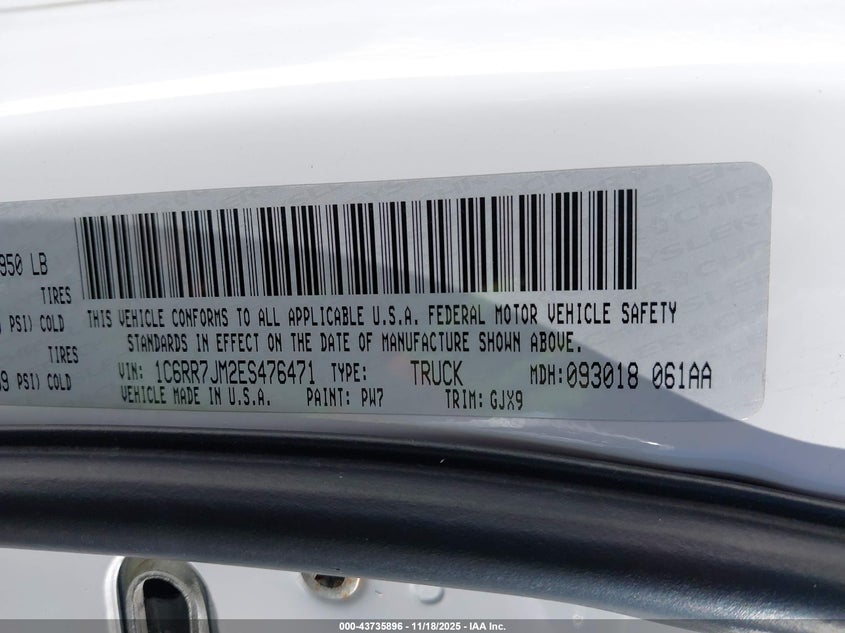 950 LB
TIRES
PSI) COLD
TIRES
PSI) COLD
THIS VEHICLE CONFORMS TO ALL APPLICABLE U.S.A. FEDERAL MOTOR VEHICLE SAFETY
STANDARDS IN EFFECT ON THE DATE OF MANUFACTURE SHOWN ABOVE.
VIN: 1C6RR7JM2ES476471 TYPE: TRUCK MDH:093018 061AA
VEHICLE MADE IN U.S.A. PAINT: PW7 TRIM: GJX9
000-43735896 - 11/18/2025 - IAA Inc.